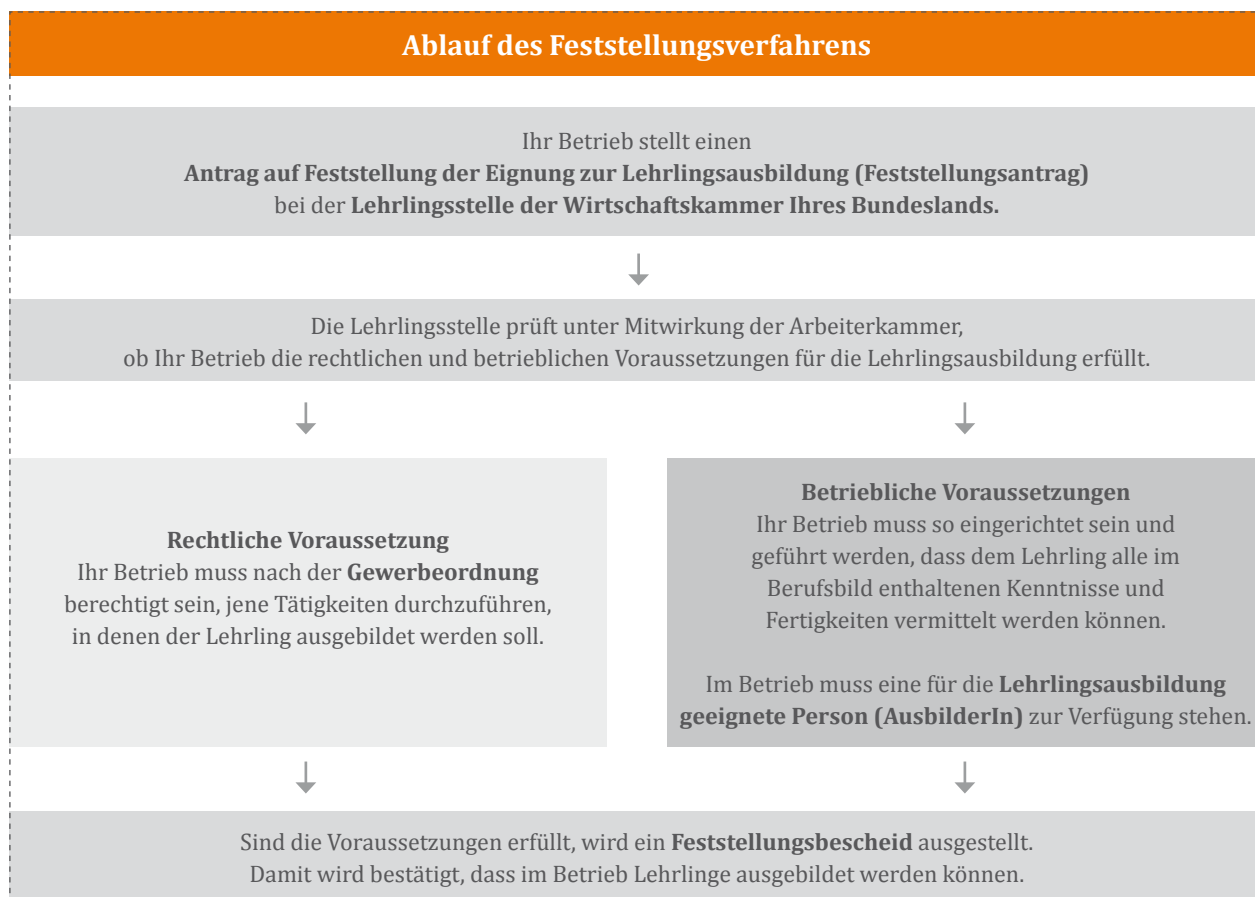 Ablauf des Feststellungsverfahrens
Ihr Betrieb stellt einen
Antrag auf Feststellung der Eignung zur Lehrlingsausbildung (Feststellungsantrag)
bei der Lehrlingsstelle der Wirtschaftskammer Ihres Bundeslands.
Die Lehrlingsstelle prüft unter Mitwirkung der Arbeiterkammer,
ob Ihr Betrieb die rechtlichen und betrieblichen Voraussetzungen für die Lehrlingsausbildung erfüllt.
Rechtliche Voraussetzung
Ihr Betrieb muss nach der Gewerbeordnung
berechtigt sein, jene Tätigkeiten durchzuführen,
in denen der Lehrling ausgebildet werden soll.
Betriebliche Voraussetzungen
Ihr Betrieb muss so eingerichtet sein und
geführt werden, dass dem Lehrling alle im
Berufsbild enthaltenen Kenntnisse und
Fertigkeiten vermittelt werden können.
Im Betrieb muss eine für die Lehrlingsausbildung
geeignete Person (AusbilderIn) zur Verfügung stehen.
Sind die Voraussetzungen erfüllt, wird ein Feststellungsbescheid ausgestellt.
Damit wird bestätigt, dass im Betrieb Lehrlinge ausgebildet werden können.